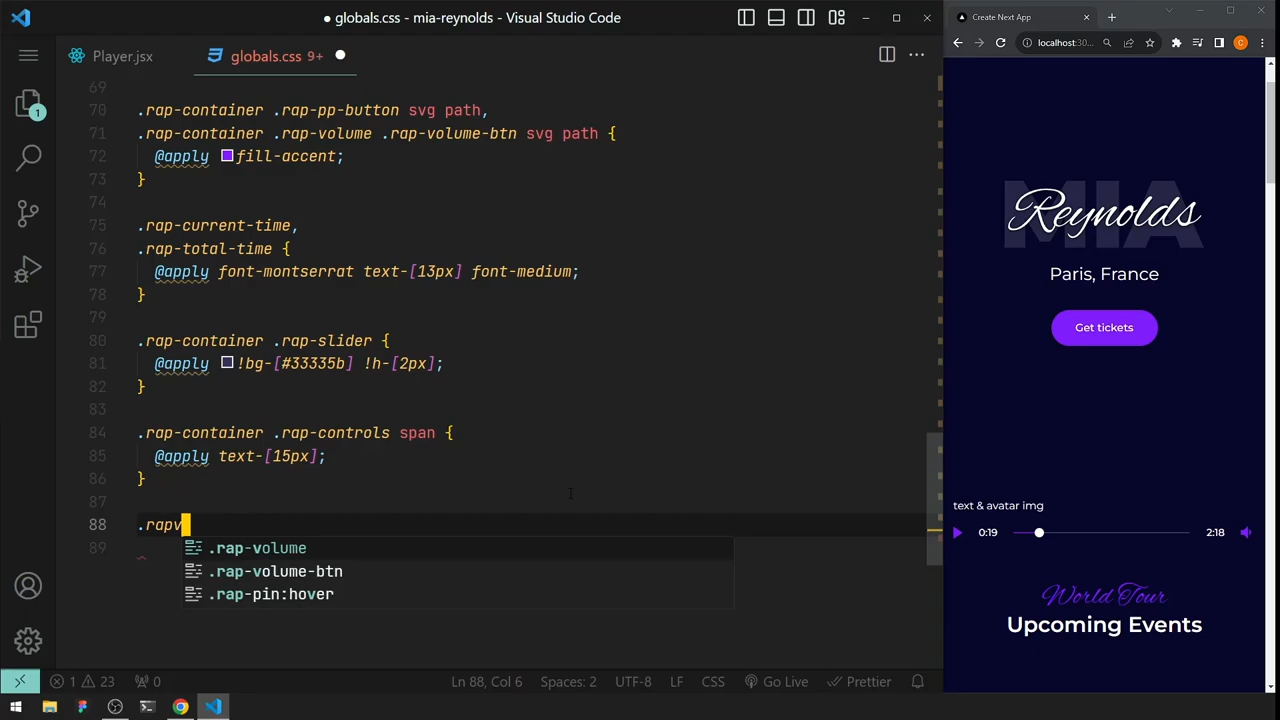 ● globals.css - mia-reynolds - Visual Studio Code
Create Next App
localhost:30...
C
Player.jsx
globals.css 9+
1
69
70 .rap-container .rap-pp-button svg path,
71 .rap-container .rap-volume .rap-volume-btn svg path {
72 @apply fill-accent;
73 }
74
75 .rap-current-time,
76 .rap-total-time {
77 @apply font-montserrat text-[13px] font-medium;
78 }
79
80 .rap-container .rap-slider {
81 @apply !bg-[#33335b] !h-[2px];
82 }
83
84 .rap-container .rap-controls span {
85 @apply text-[15px];
86 }
87
88 .rapv
89
.rap-volume
.rap-volume-btn
.rap-pin:hover
MIA
Reynolds
Paris, France
Get tickets
text & avatar img
0:19 2:18
World Tour
Upcoming Events
1 23 0 Ln 88, Col 6 Spaces: 2 UTF-8 LF CSS Go Live Prettier